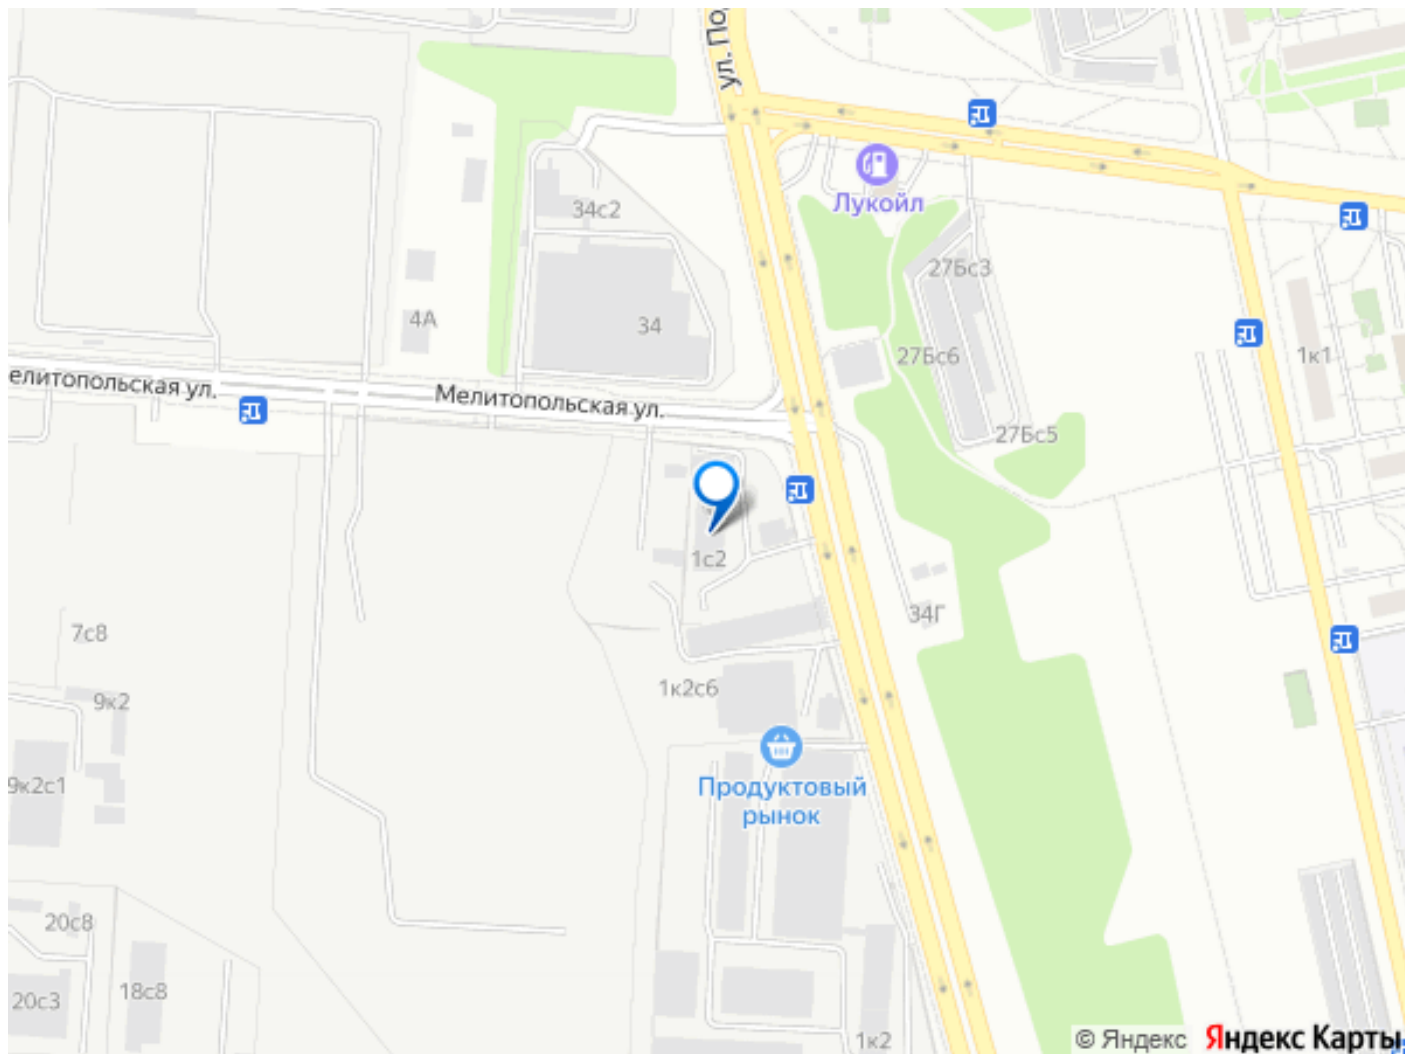 ул. По
Лукойл
34с2
27Бс3
34
4А
27Бс6
1к1
елитопольская ул.
Мелитопольская ул.
27Бс5
1с2
34Г
7с8
1к2с6
9к2
9к2с1
Продуктовый
рынок
20с8
18с8
20с3
1к2
© Яндекс Яндекс Карты